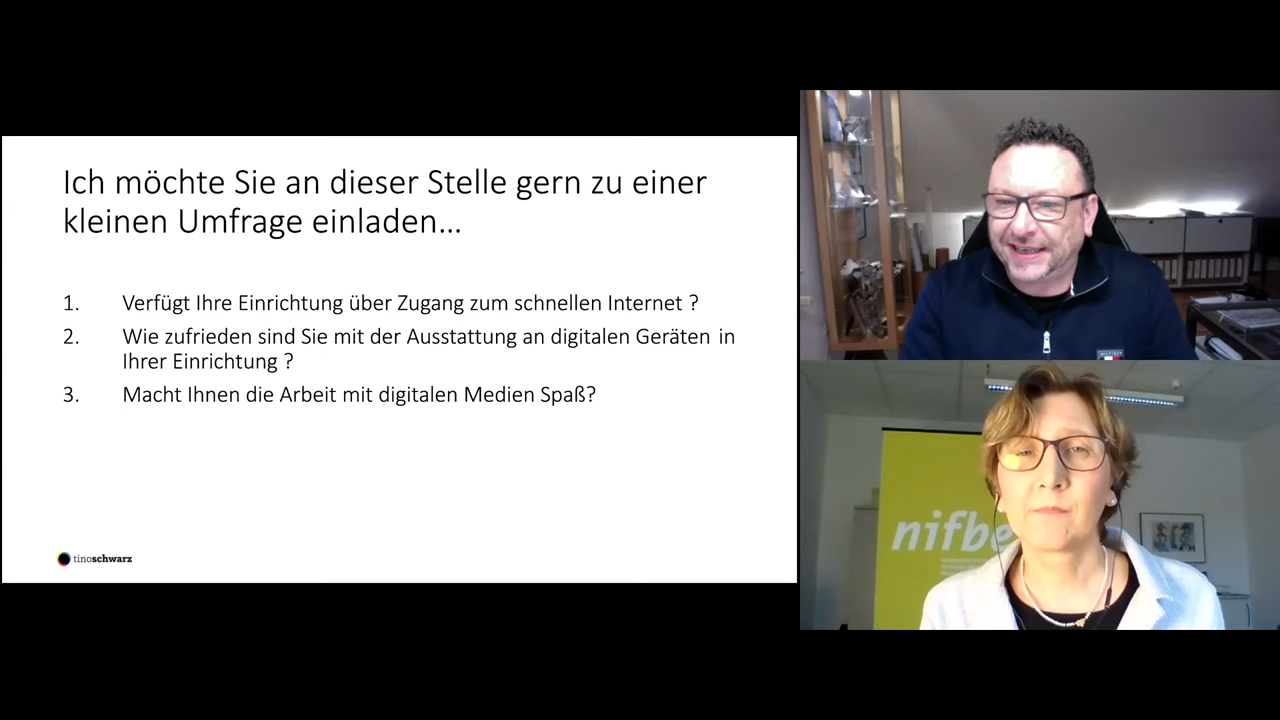 Ich möchte Sie an dieser Stelle gern zu einer
kleinen Umfrage einladen...
1. Verfügt Ihre Einrichtung über Zugang zum schnellen Internet ?
2. Wie zufrieden sind Sie mit der Ausstattung an digitalen Geräten in
Ihrer Einrichtung ?
3. Macht Ihnen die Arbeit mit digitalen Medien Spaß?
tinoschwarz
nifbe